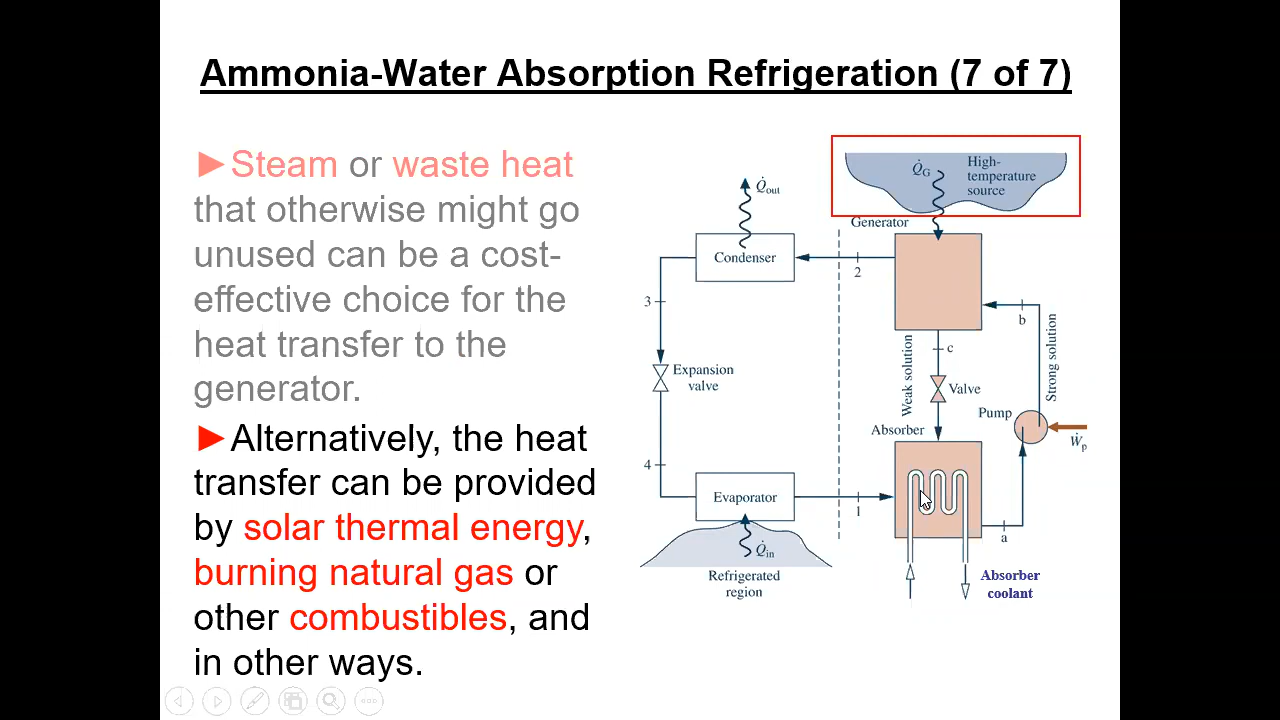 Ammonia-Water Absorption Refrigeration (7 of 7)
►Steam or waste heat
that otherwise might go
unused can be a cost-
effective choice for the
heat transfer to the
generator.
►Alternatively, the heat
transfer can be provided
by solar thermal energy,
burning natural gas or
other combustibles, and
in other ways.
Q̇G
High-
temperature
source
Q̇out
Generator
Condenser
2
3
b
c
Weak solution
Strong solution
Expansion
valve
Valve
Pump
Ẇp
Absorber
4
Evaporator
1
a
Q̇in
Refrigerated
region
Absorber
coolant